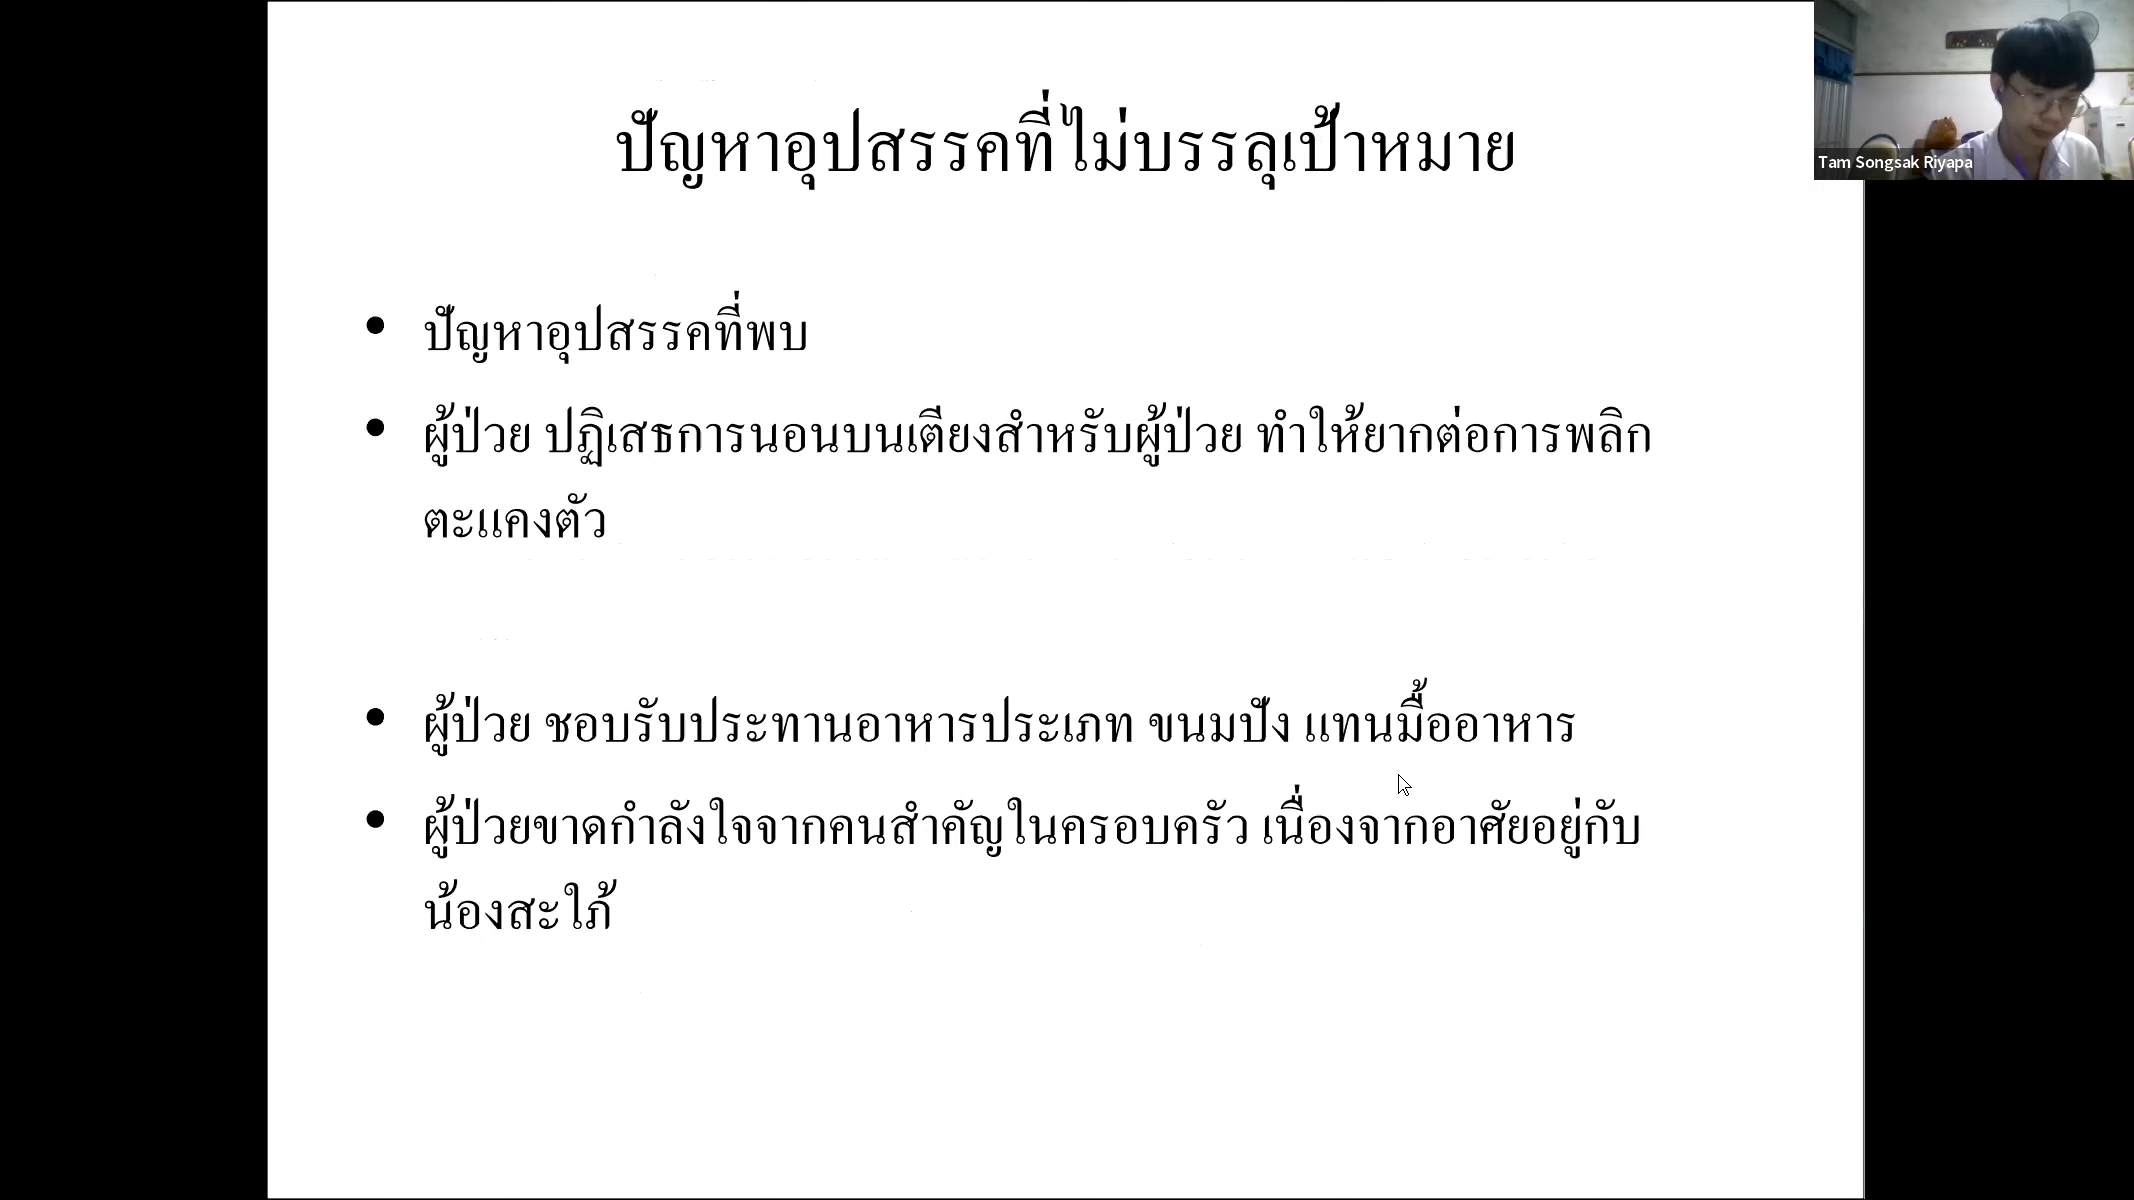 ปัญหาอุปสรรคที่ไม่บรรลุเป้าหมาย
Tam Songsak Riyapa
• ปัญหาอุปสรรคที่พบ
• ผู้ป่วย ปฏิเสธการนอนบนเตียงสำหรับผู้ป่วย ทำให้ยากต่อการพลิก
ตะแคงตัว
• ผู้ป่วย ชอบรับประทานอาหารประเภท ขนมปัง แทนมื้ออาหาร
• ผู้ป่วยขาดกำลังใจจากคนสำคัญในครอบครัว เนื่องจากอาศัยอยู่กับ
น้องสะใภ้